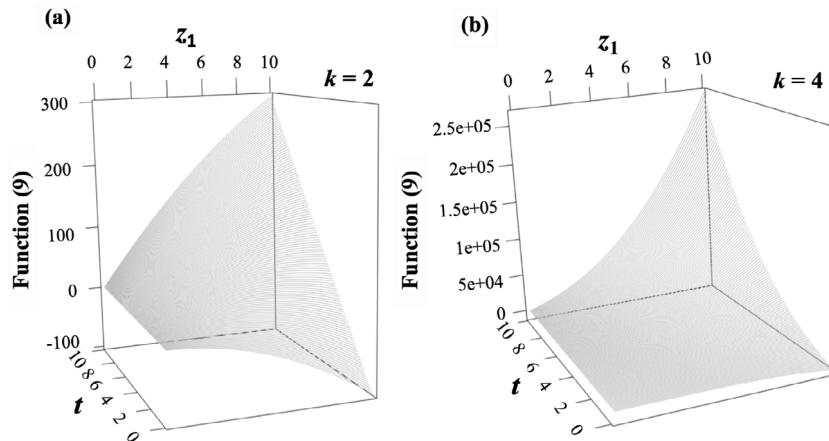 (a)
z₁
0 2 4 6 8 10
k = 2
300
200
100
0
-100
Function (9)
10 8 6 4 2 0
t
(b)
z₁
0 2 4 6 8 10
k = 4
2.5e+05
2e+05
1.5e+05
1e+05
5e+04
0
Function (9)
10 8 6 4 2 0
t